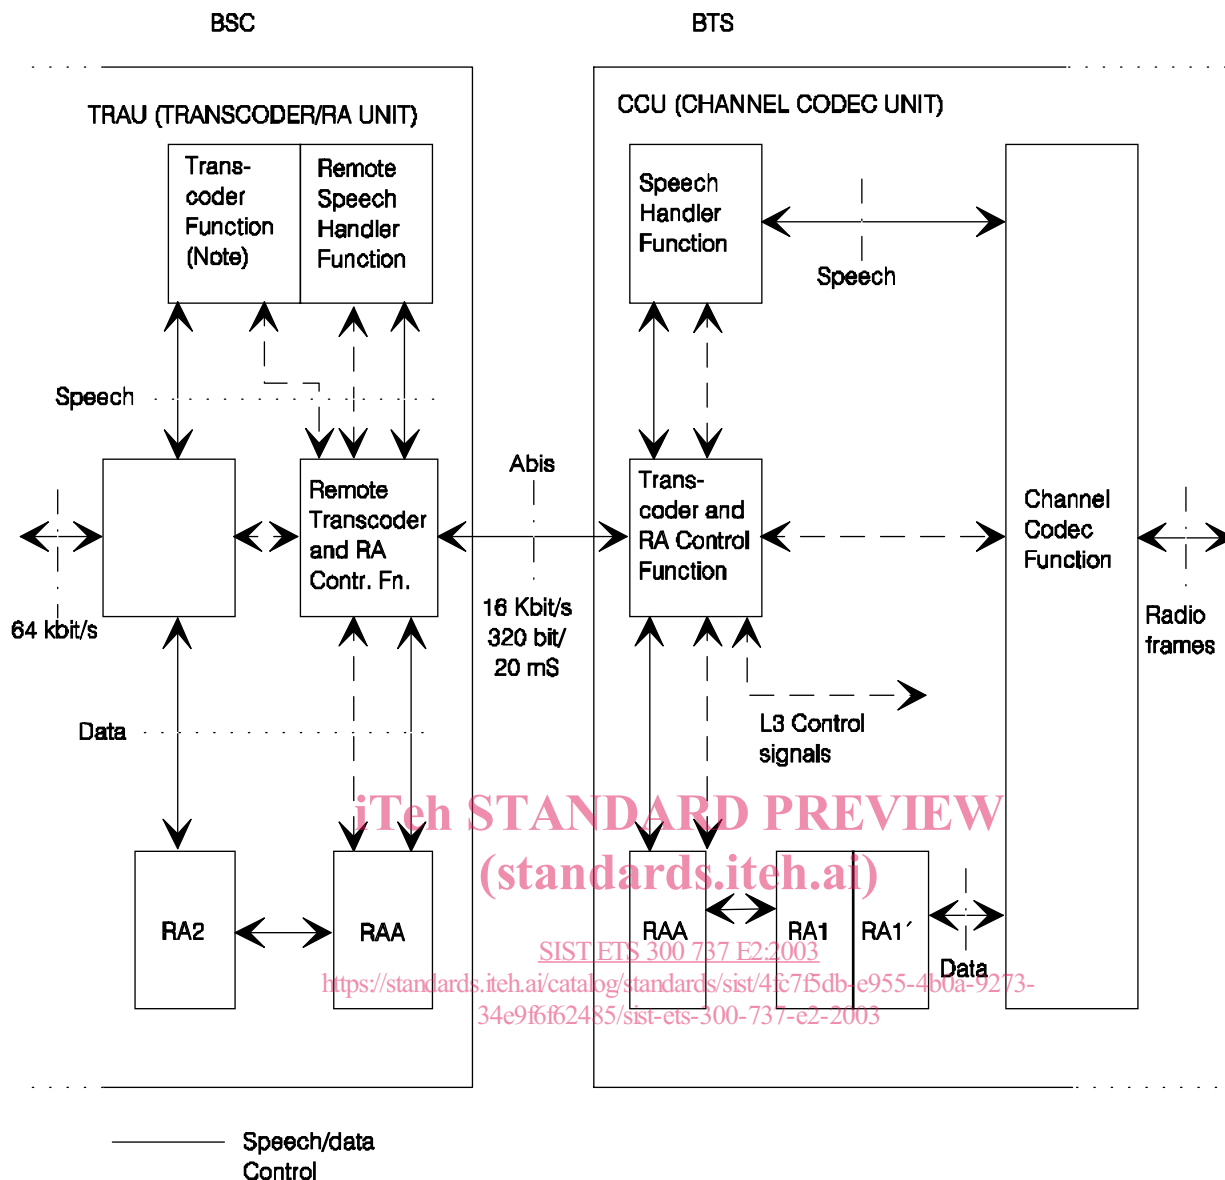 BSC
BTS
TRAU (TRANSCODER/RA UNIT)
CCU (CHANNEL CODEC UNIT)
Trans-
coder
Function
(Note)
Remote
Speech
Handler
Function
Speech
Handler
Function
Speech
Speech
Abis
Remote
Transcoder
and RA
Contr. Fn.
Trans-
coder and
RA Control
Function
Channel
Codec
Function
64 kbit/s
16 Kbit/s
320 bit/
20 mS
Radio
frames
Data
L3 Control
signals
iTeh STANDARD PREVIEW
(standards.iteh.ai)
RA2
RAA
RAA
RA1
RA1´
Data
SIST ETS 300 737 E2:2003
https://standards.iteh.ai/catalog/standards/sist/4fc7f5db-e955-4b0a-9273-
34e9f6f62485/sist-ets-300-737-e2-2003
Speech/data
Control